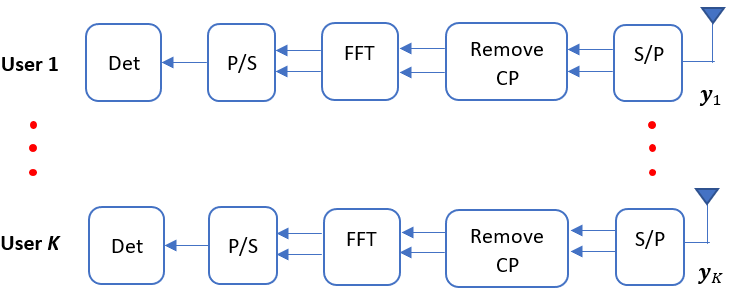 User 1
Det
P/S
FFT
Remove
CP
S/P
y1
User K
Det
P/S
FFT
Remove
CP
S/P
yK